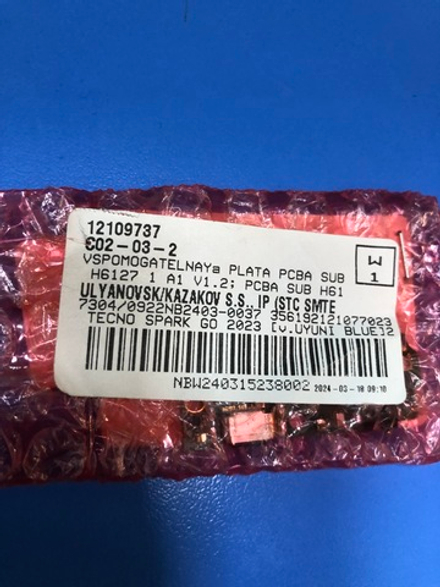 12109737
C02-03-2
VSPOMOGATELNAYa PLATA PCBA SUB
H6127 1 A1 V1.2; PCBA SUB H61
W
1
ULYANOVSK/KAZAKOV S.S., IP (STC SMTE
7304/0922NB2403-0037 356192121077023
TECNO SPARK GO 2023 [v.UYUNI BLUE]2
NBW240315238002 2024-03-18 09:10